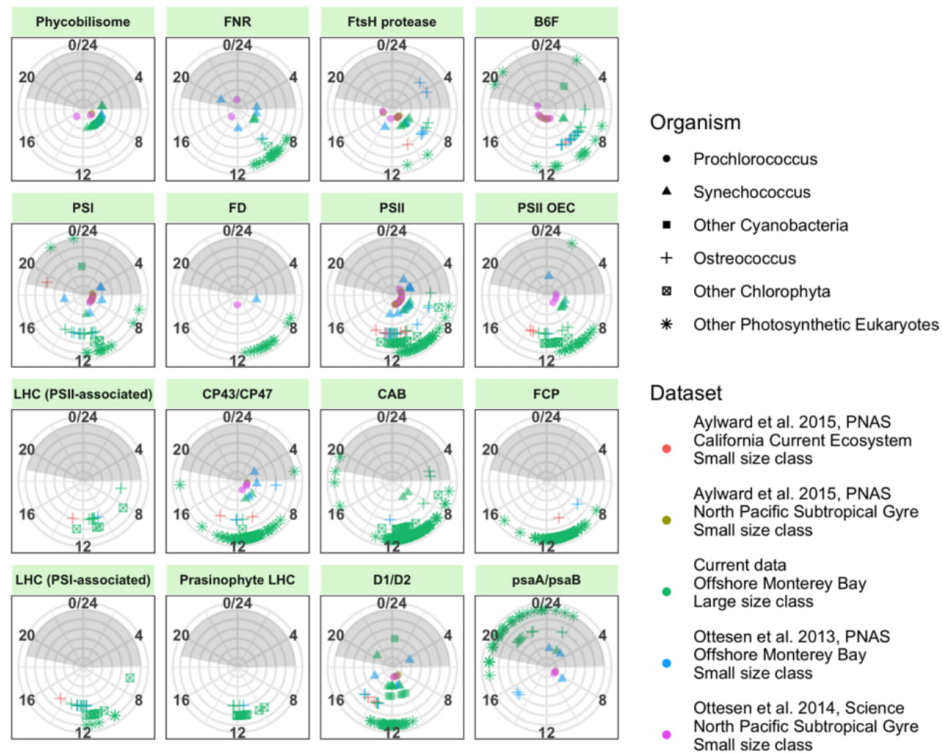 Phycobilisome FNR FtsH protease B6F
0/24 0/24 0/24 0/24
20 4 20 4 20 4 20 4
16 8 16 8 16 8 16 8
12 12 12 12
PSI FD PSII PSII OEC
0/24 0/24 0/24 0/24
20 4 20 4 20 4 20 4
16 8 16 8 16 8 16 8
12 12 12 12
LHC (PSII-associated) CP43/CP47 CAB FCP
0/24 0/24 0/24 0/24
20 4 20 4 20 4 20 4
16 8 16 8 16 8 16 8
12 12 12 12
LHC (PSI-associated) Prasinophyte LHC D1/D2 psaA/psaB
0/24 0/24 0/24 0/24
20 4 20 4 20 4 20 4
16 8 16 8 16 8 16 8
12 12 12 12
Organism
Prochlorococcus
Synechococcus
Other Cyanobacteria
Ostreococcus
Other Chlorophyta
Other Photosynthetic Eukaryotes
Dataset
Aylward et al. 2015, PNAS
California Current Ecosystem
Small size class
Aylward et al. 2015, PNAS
North Pacific Subtropical Gyre
Small size class
Current data
Offshore Monterey Bay
Large size class
Ottesen et al. 2013, PNAS
Offshore Monterey Bay
Small size class
Ottesen et al. 2014, Science
North Pacific Subtropical Gyre
Small size class